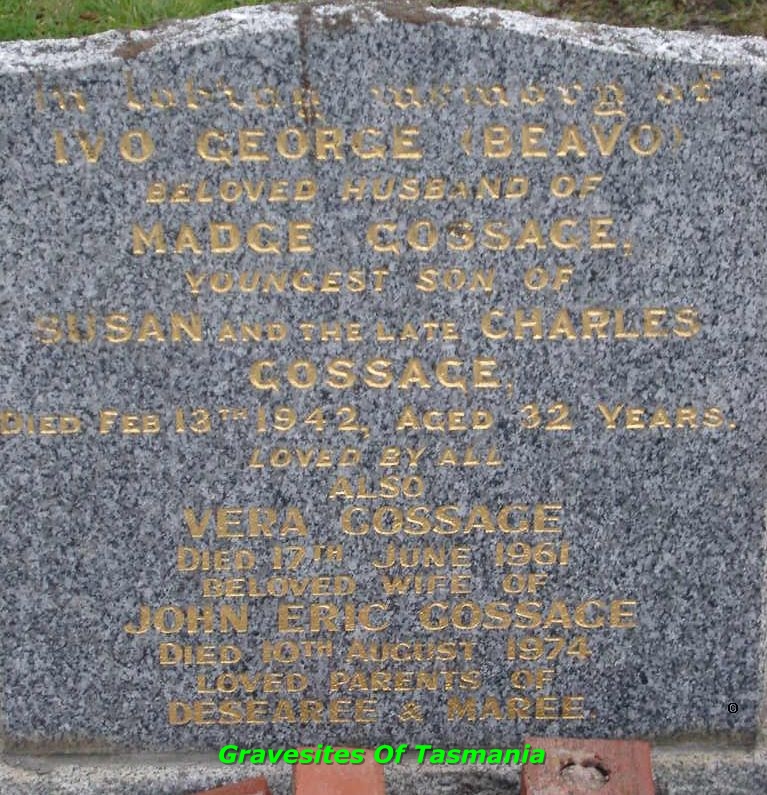 In loving memory of
IVO GEORGE (BEAVO)
BELOVED HUSBAND OF
MADGE GOSSAGE,
YOUNGEST SON OF
SUSAN AND THE LATE CHARLES
GOSSAGE,
DIED FEB 13TH 1942, AGED 32 YEARS.
LOVED BY ALL
ALSO
VERA GOSSAGE
DIED 17TH JUNE 1961
BELOVED WIFE OF
JOHN ERIC GOSSAGE
DIED 10TH AUGUST 1974
LOVED PARENTS OF
DESEAREE & MAREE.
Gravesites Of Tasmania